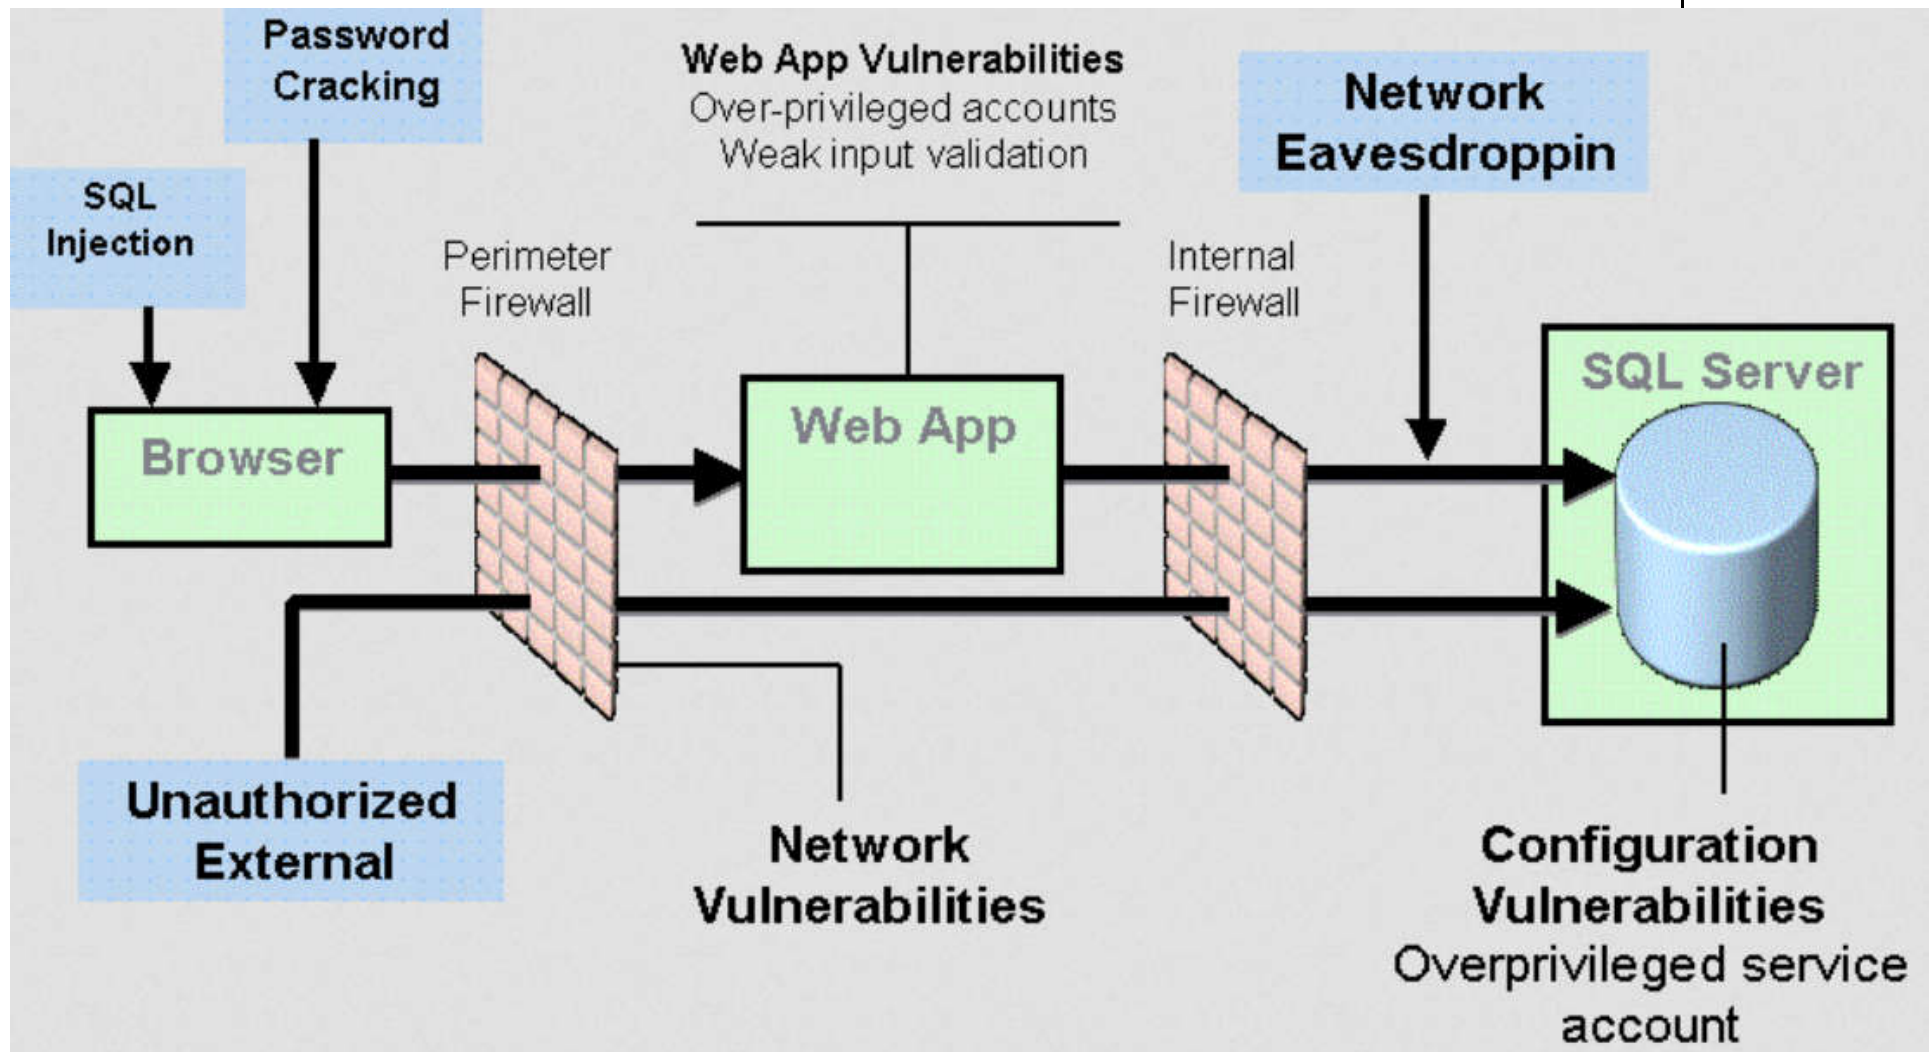 Password
Cracking
SQL
Injection
Web App Vulnerabilities
Over-privileged accounts
Weak input validation
Network
Eavesdroppin
Perimeter
Firewall
Internal
Firewall
Browser
Web App
SQL Server
Unauthorized
External
Network
Vulnerabilities
Configuration
Vulnerabilities
Overprivileged service
account